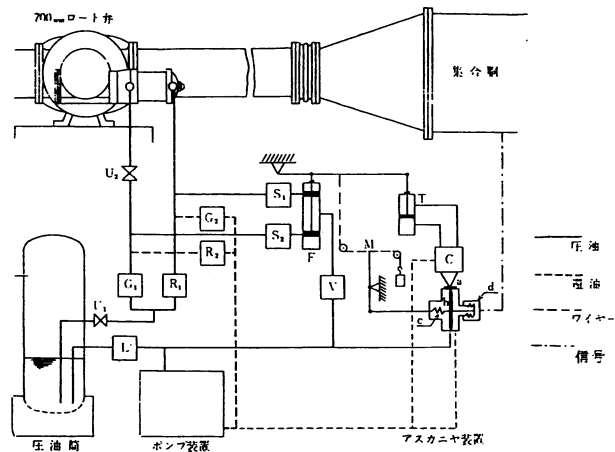 700mmロート弁
集合胴
U₂
S₁
G₂
S₂
R₂
F
T
M
C
a
b
c
d
V
G₁
R₁
U₁
圧油
還油
ワイヤー
信号
圧油筒
ポンプ装置
アスカニヤ装置